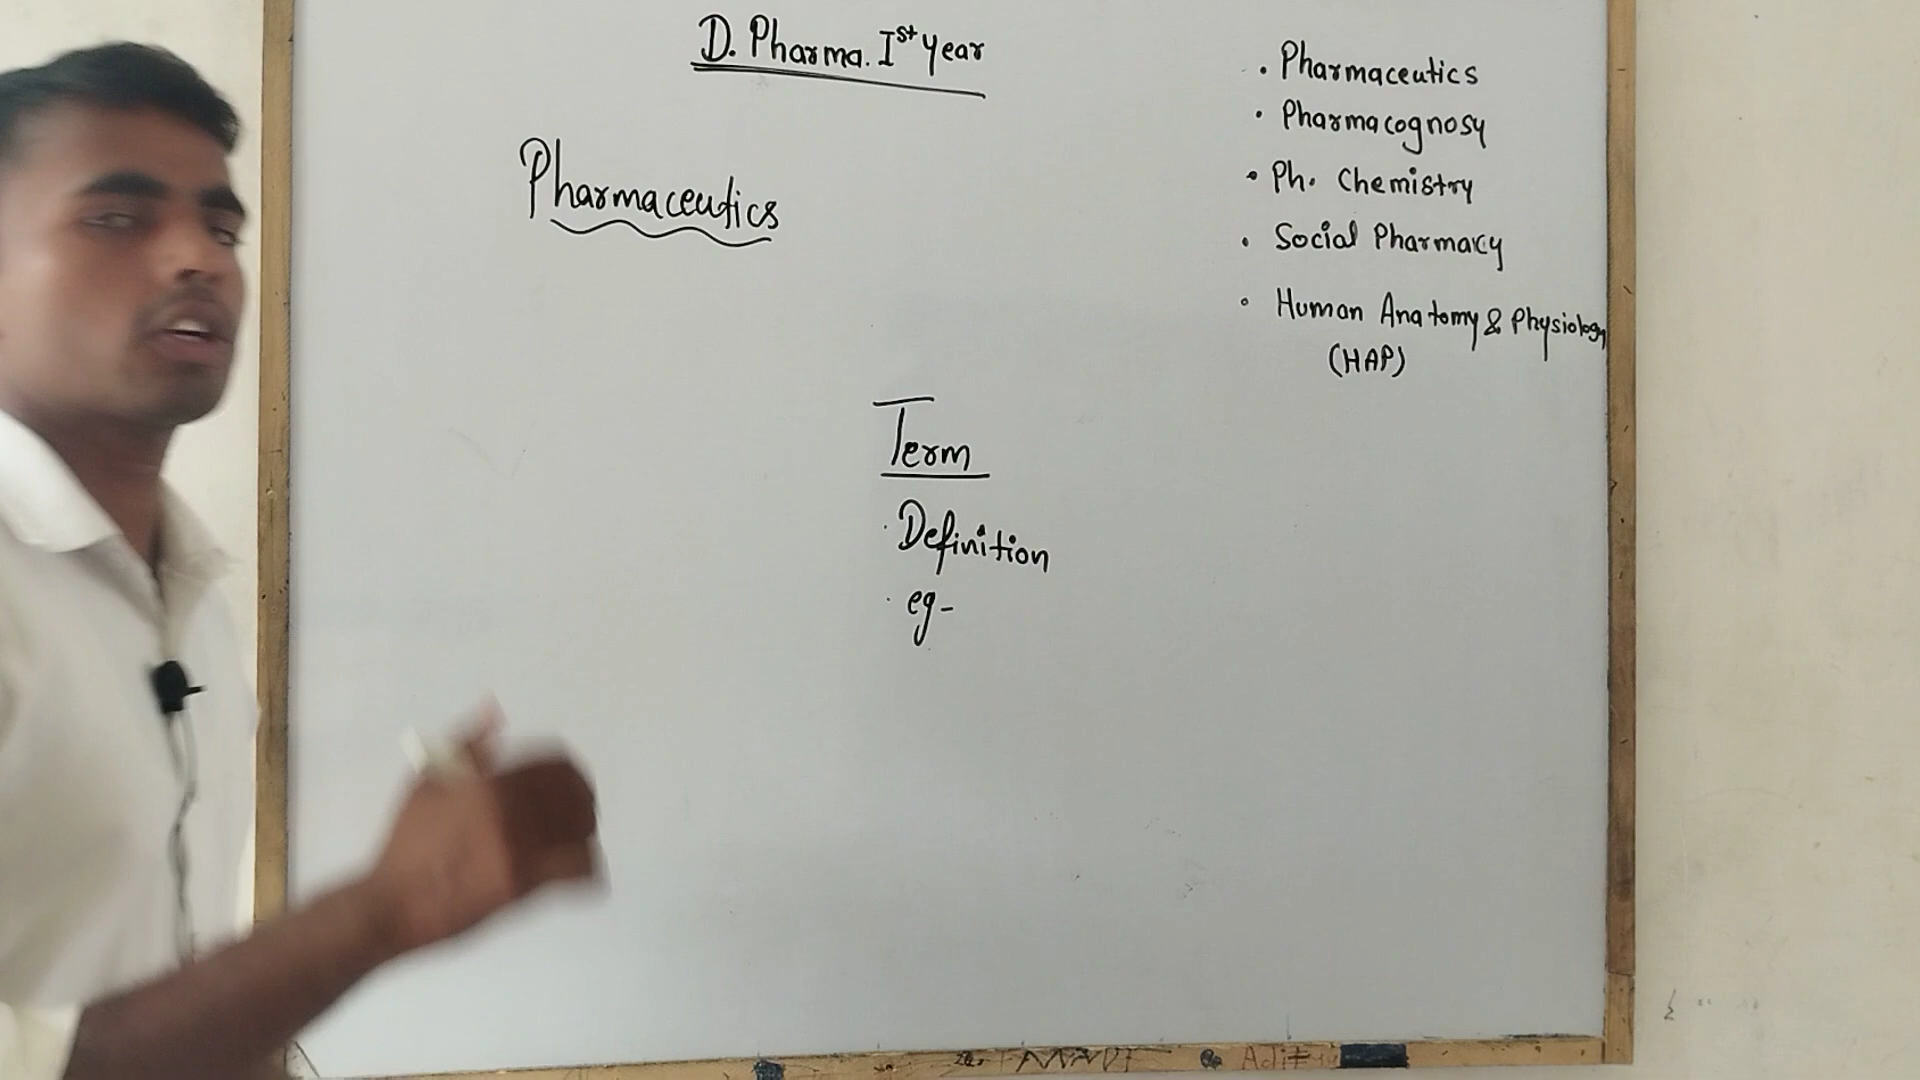 D. Pharma. Ist year
Pharmaceutics
• Pharmaceutics
• Pharmacognosy
• Ph. Chemistry
• Social Pharmacy
• Human Anatomy & Physiology
(HAP)
Term
· Definition
· eg-